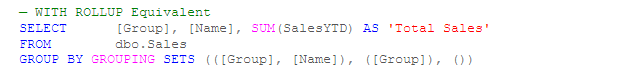 — WITH ROLLUP Equivalent
SELECT [Group], [Name], SUM(SalesYTD) AS 'Total Sales'
FROM dbo.Sales
GROUP BY GROUPING SETS (([Group], [Name]), ([Group]), ())